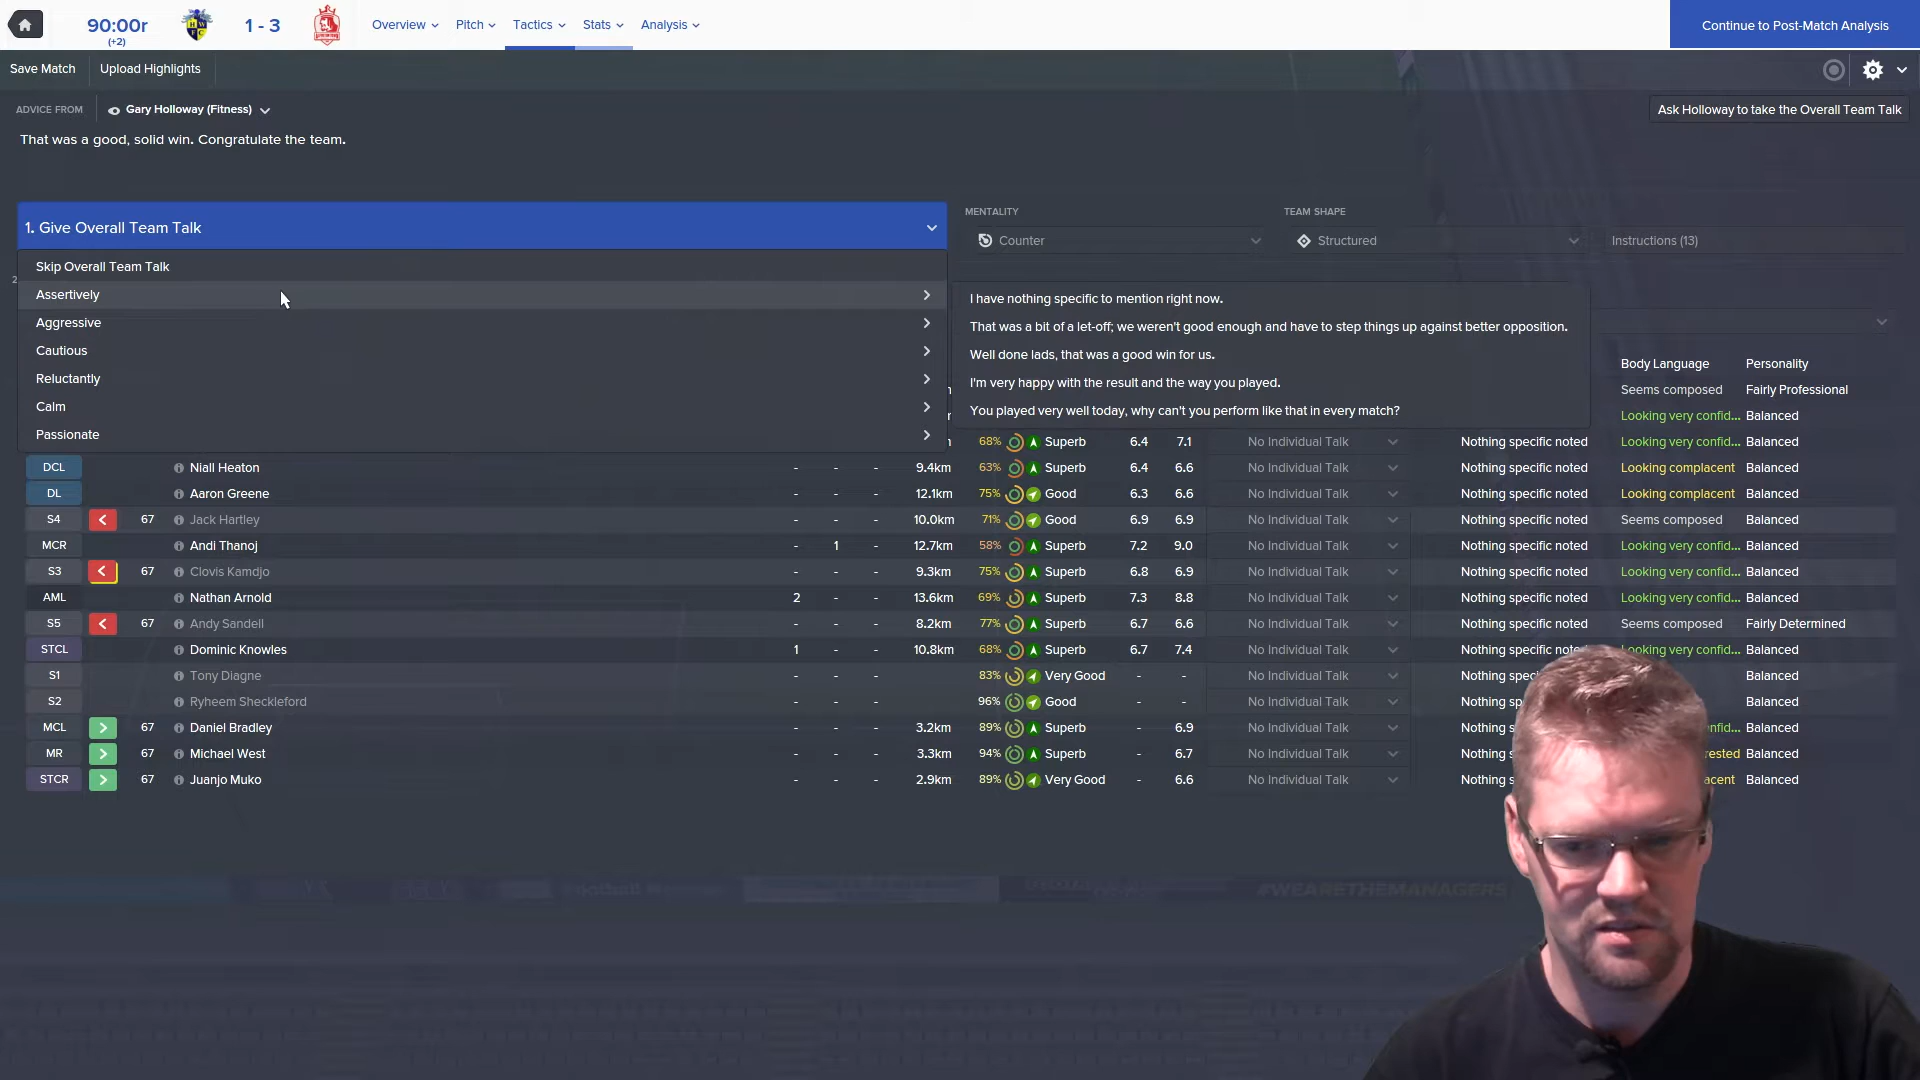 90:00r
(+2)
1 - 3
Overview Pitch Tactics Stats Analysis
Continue to Post-Match Analysis
Save Match Upload Highlights
ADVICE FROM Gary Holloway (Fitness)
Ask Holloway to take the Overall Team Talk
That was a good, solid win. Congratulate the team.
1. Give Overall Team Talk
MENTALITY TEAM SHAPE
Counter Structured Instructions (13)
Skip Overall Team Talk
2
Assertively
Aggressive
Cautious
Reluctantly
Calm
Passionate
I have nothing specific to mention right now.
That was a bit of a let-off; we weren't good enough and have to step things up against better opposition.
Well done lads, that was a good win for us.
I'm very happy with the result and the way you played.
You played very well today, why can't you perform like that in every match?
Body Language Personality
Seems composed Fairly Professional
Looking very confid... Balanced
68% Superb 6.4 7.1 No Individual Talk Nothing specific noted Looking very confid... Balanced
DCL Niall Heaton - - - 9.4km 63% Superb 6.4 6.6 No Individual Talk Nothing specific noted Looking complacent Balanced
DL Aaron Greene - - - 12.1km 75% Good 6.3 6.6 No Individual Talk Nothing specific noted Looking complacent Balanced
S4 67 Jack Hartley - - - 10.0km 71% Good 6.9 6.9 No Individual Talk Nothing specific noted Seems composed Balanced
MCR Andi Thanoj - 1 - 12.7km 58% Superb 7.2 9.0 No Individual Talk Nothing specific noted Looking very confid... Balanced
S3 67 Clovis Kamdjo - - - 9.3km 75% Superb 6.8 6.9 No Individual Talk Nothing specific noted Looking very confid... Balanced
AML Nathan Arnold 2 - - 13.6km 69% Superb 7.3 8.8 No Individual Talk Nothing specific noted Looking very confid... Balanced
S5 67 Andy Sandell - - - 8.2km 77% Superb 6.7 6.6 No Individual Talk Nothing specific noted Seems composed Fairly Determined
STCL Dominic Knowles 1 - - 10.8km 68% Superb 6.7 7.4 No Individual Talk Nothing specific note Looking very confid... Balanced
S1 Tony Diagne - - - 83% Very Good - - No Individual Talk Nothing specif Balanced
S2 Ryheem Sheckleford - - - 96% Good - - No Individual Talk Nothing spe Balanced
MCL 67 Daniel Bradley - - - 3.2km 89% Superb - 6.9 No Individual Talk Nothing s nfid... Balanced
MR 67 Michael West - - - 3.3km 94% Superb - 6.7 No Individual Talk Nothing s rested Balanced
STCR 67 Juanjo Muko - - - 2.9km 89% Very Good - 6.6 No Individual Talk Nothing s acent Balanced
#WEARETHEMANAGERS